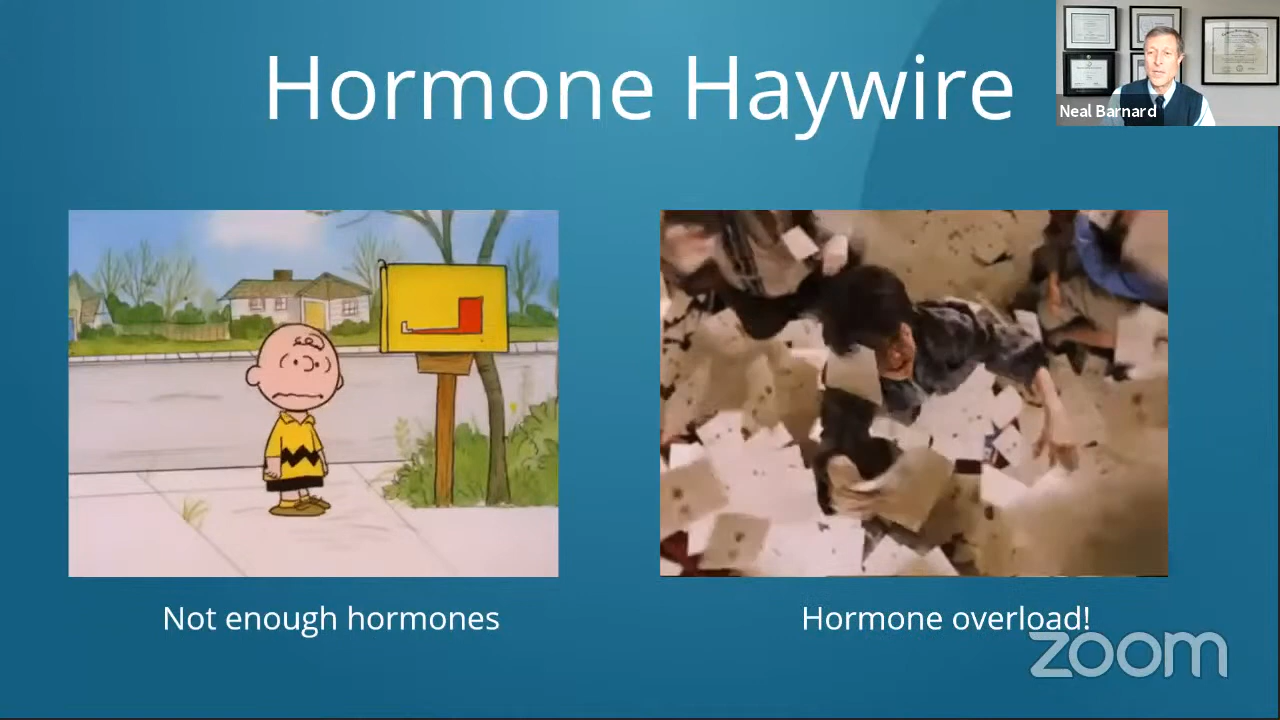 Hormone Haywire
Neal Barnard
Not enough hormones
Hormone overload!
zoom